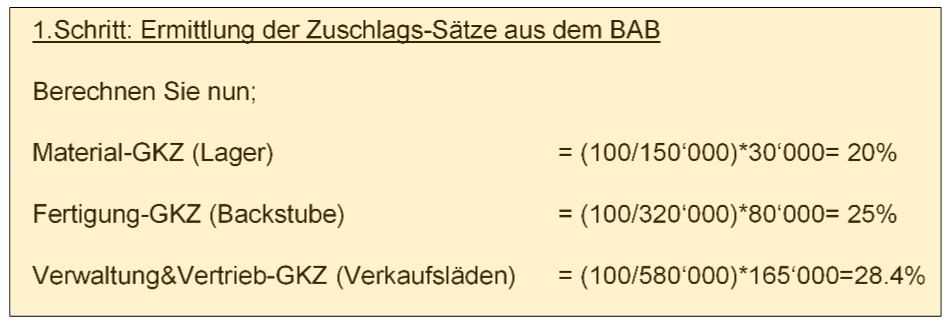 1.Schritt: Ermittlung der Zuschlags-Sätze aus dem BAB
Berechnen Sie nun;
Material-GKZ (Lager) = (100/150‘000)*30‘000= 20%
Fertigung-GKZ (Backstube) = (100/320‘000)*80‘000= 25%
Verwaltung&Vertrieb-GKZ (Verkaufsläden) = (100/580‘000)*165‘000=28.4%